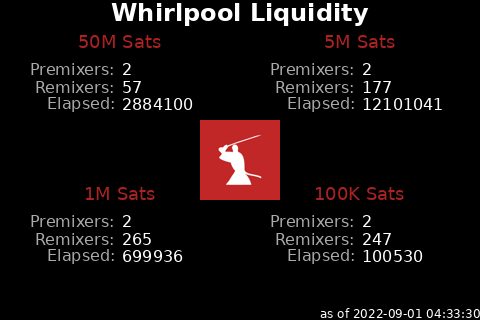 Whirlpool Liquidity
50M Sats
Premixers: 2
Remixers: 57
Elapsed: 2884100
5M Sats
Premixers: 2
Remixers: 177
Elapsed: 12101041
1M Sats
Premixers: 2
Remixers: 265
Elapsed: 699936
100K Sats
Premixers: 2
Remixers: 247
Elapsed: 100530
as of 2022-09-01 04:33:30